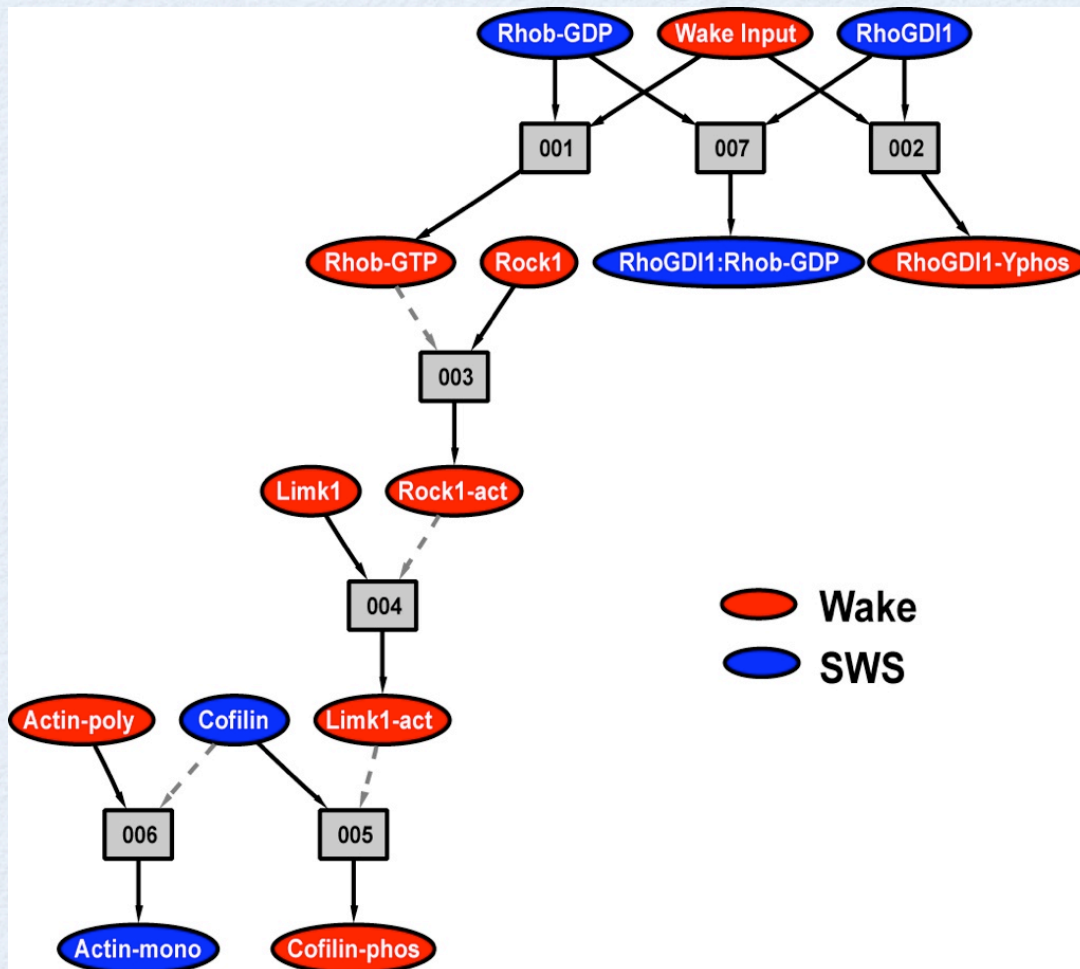 Rhob-GDP
Wake Input
RhoGDI1
001
007
002
Rhob-GTP
Rock1
RhoGDI1:Rhob-GDP
RhoGDI1-Yphos
003
Limk1
Rock1-act
004
Wake
SWS
Actin-poly
Cofilin
Limk1-act
006
005
Actin-mono
Cofilin-phos